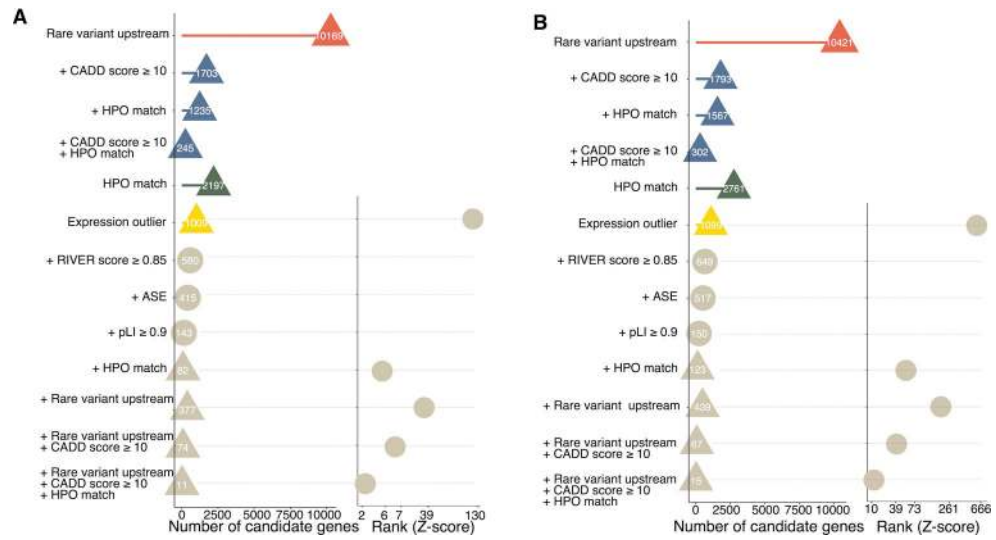 A
Rare variant upstream
10169
+ CADD score ≥ 10
1703
+ HPO match
1235
+ CADD score ≥ 10
+ HPO match
245
HPO match
2197
Expression outlier
+ RIVER score ≥ 0.85
580
+ ASE
415
+ pLI ≥ 0.9
143
+ HPO match
82
+ Rare variant upstream
377
+ Rare variant upstream
+ CADD score ≥ 10
74
+ Rare variant upstream
+ CADD score ≥ 10
+ HPO match
11
0 2500 5000 7500 10000
Number of candidate genes
2 6 7 39 130
Rank (Z-score)
B
Rare variant upstream
10421
+ CADD score ≥ 10
1793
+ HPO match
1567
+ CADD score ≥ 10
+ HPO match
302
HPO match
2761
Expression outlier
+ RIVER score ≥ 0.85
649
+ ASE
517
+ pLI ≥ 0.9
150
+ HPO match
123
+ Rare variant upstream
439
+ Rare variant upstream
+ CADD score ≥ 10
87
+ Rare variant upstream
+ CADD score ≥ 10
+ HPO match
15
0 2500 5000 7500 10000
Number of candidate genes
10 39 73 261 666
Rank (Z-score)